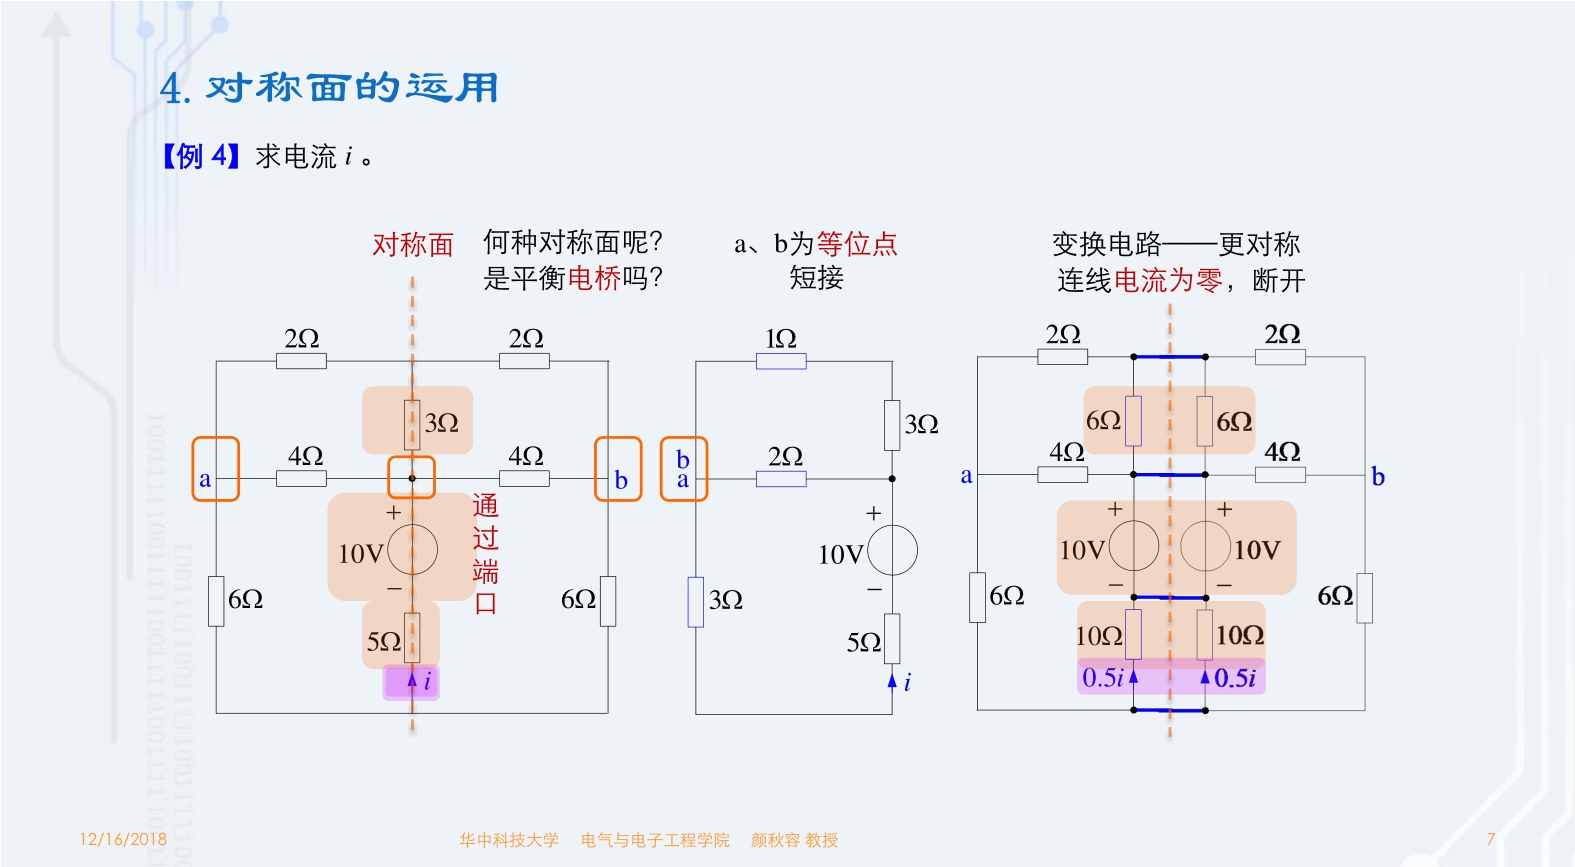 4. 对称面的运用
【例 4】求电流 i 。
对称面
何种对称面呢？
是平衡电桥吗？
a、b为等位点
短接
变换电路——更对称
连线电流为零，断开
2Ω
2Ω
3Ω
4Ω
4Ω
a
b
通过端口
+
10V
−
6Ω
6Ω
5Ω
i
1Ω
3Ω
b
a
2Ω
+
10V
−
3Ω
5Ω
i
2Ω
2Ω
6Ω
6Ω
4Ω
4Ω
a
b
+
+
10V
10V
−
−
6Ω
6Ω
10Ω
10Ω
0.5i
0.5i
12/16/2018
华中科技大学 电气与电子工程学院 颜秋容 教授
7